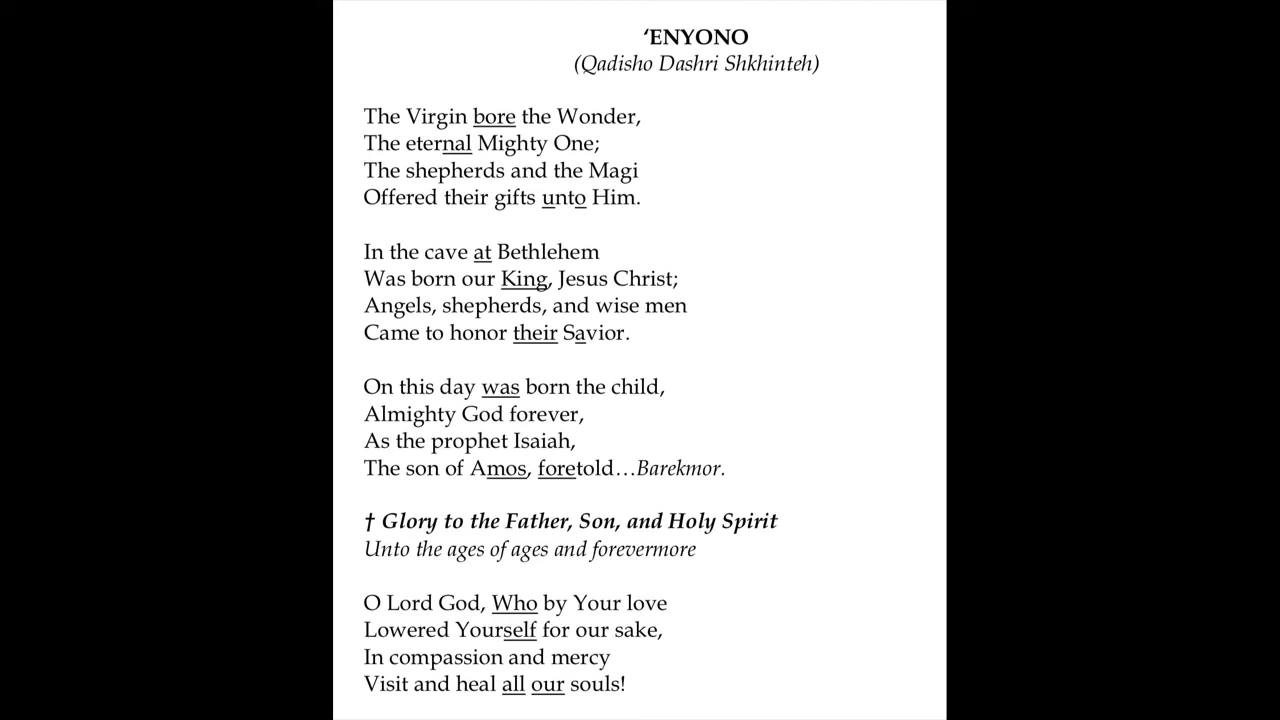 ‘ENYONO
(Qadisho Dashri Shkhinteh)
The Virgin bore the Wonder,
The eternal Mighty One;
The shepherds and the Magi
Offered their gifts unto Him.
In the cave at Bethlehem
Was born our King, Jesus Christ;
Angels, shepherds, and wise men
Came to honor their Savior.
On this day was born the child,
Almighty God forever,
As the prophet Isaiah,
The son of Amos, foretold…Barekmor.
† Glory to the Father, Son, and Holy Spirit
Unto the ages of ages and forevermore
O Lord God, Who by Your love
Lowered Yourself for our sake,
In compassion and mercy
Visit and heal all our souls!